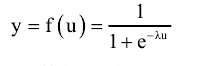 y = f(u) = 1 / (1 + e^{-λu})